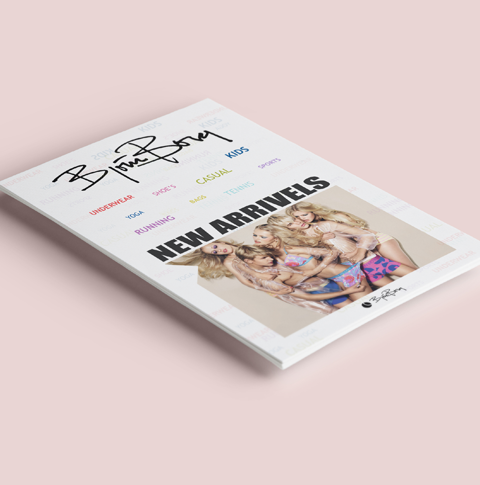 Björn Borg
KIDS
CASUAL
SPORTS
UNDERWEAR
SHOE'S
YOGA
BAGS
TENNIS
RUNNING
NEW ARRIVELS
Björn Borg